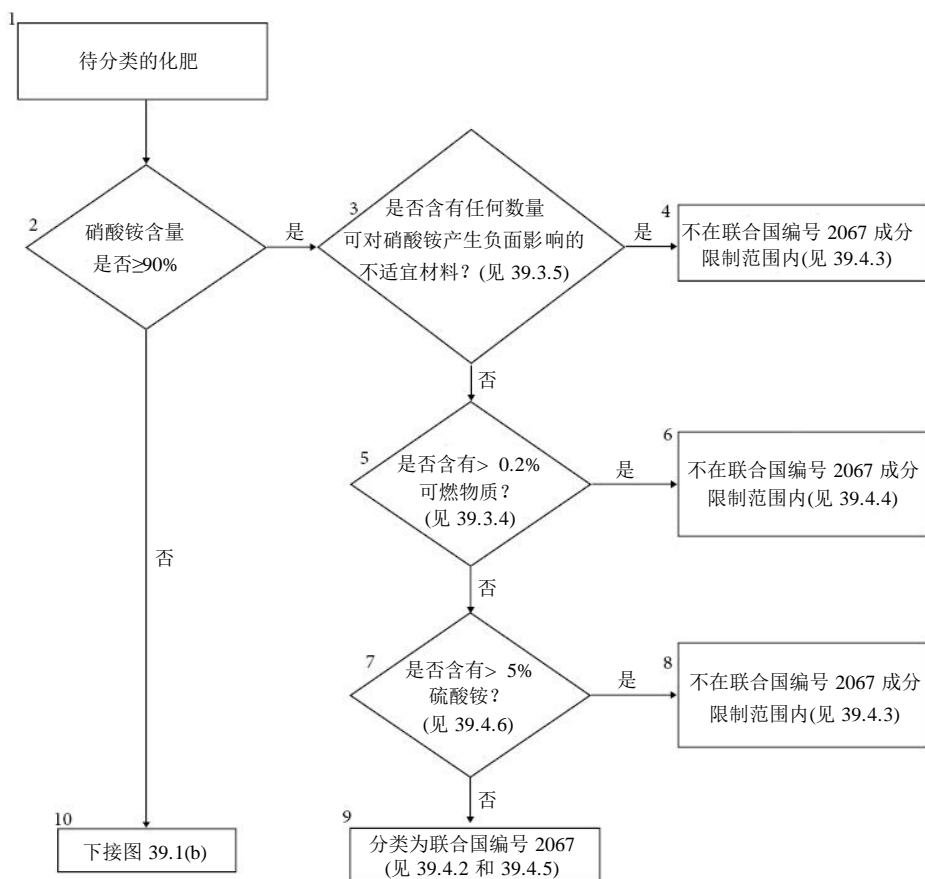 1
待分类的化肥
2
硝酸铵含量
是否≥90%
是
3
是否含有任何数量
可对硝酸铵产生负面影响的
不适宜材料？(见 39.3.5)
是
4
不在联合国编号 2067 成分
限制范围内(见 39.4.3)
否
5
是否含有> 0.2%
可燃物质？
(见 39.3.4)
是
6
不在联合国编号 2067 成分
限制范围内(见 39.4.4)
否
否
7
是否含有> 5%
硫酸铵？
(见 39.4.6)
是
8
不在联合国编号 2067 成分
限制范围内(见 39.4.3)
否
9
分类为联合国编号 2067
(见 39.4.2 和 39.4.5)
10
下接图 39.1(b)